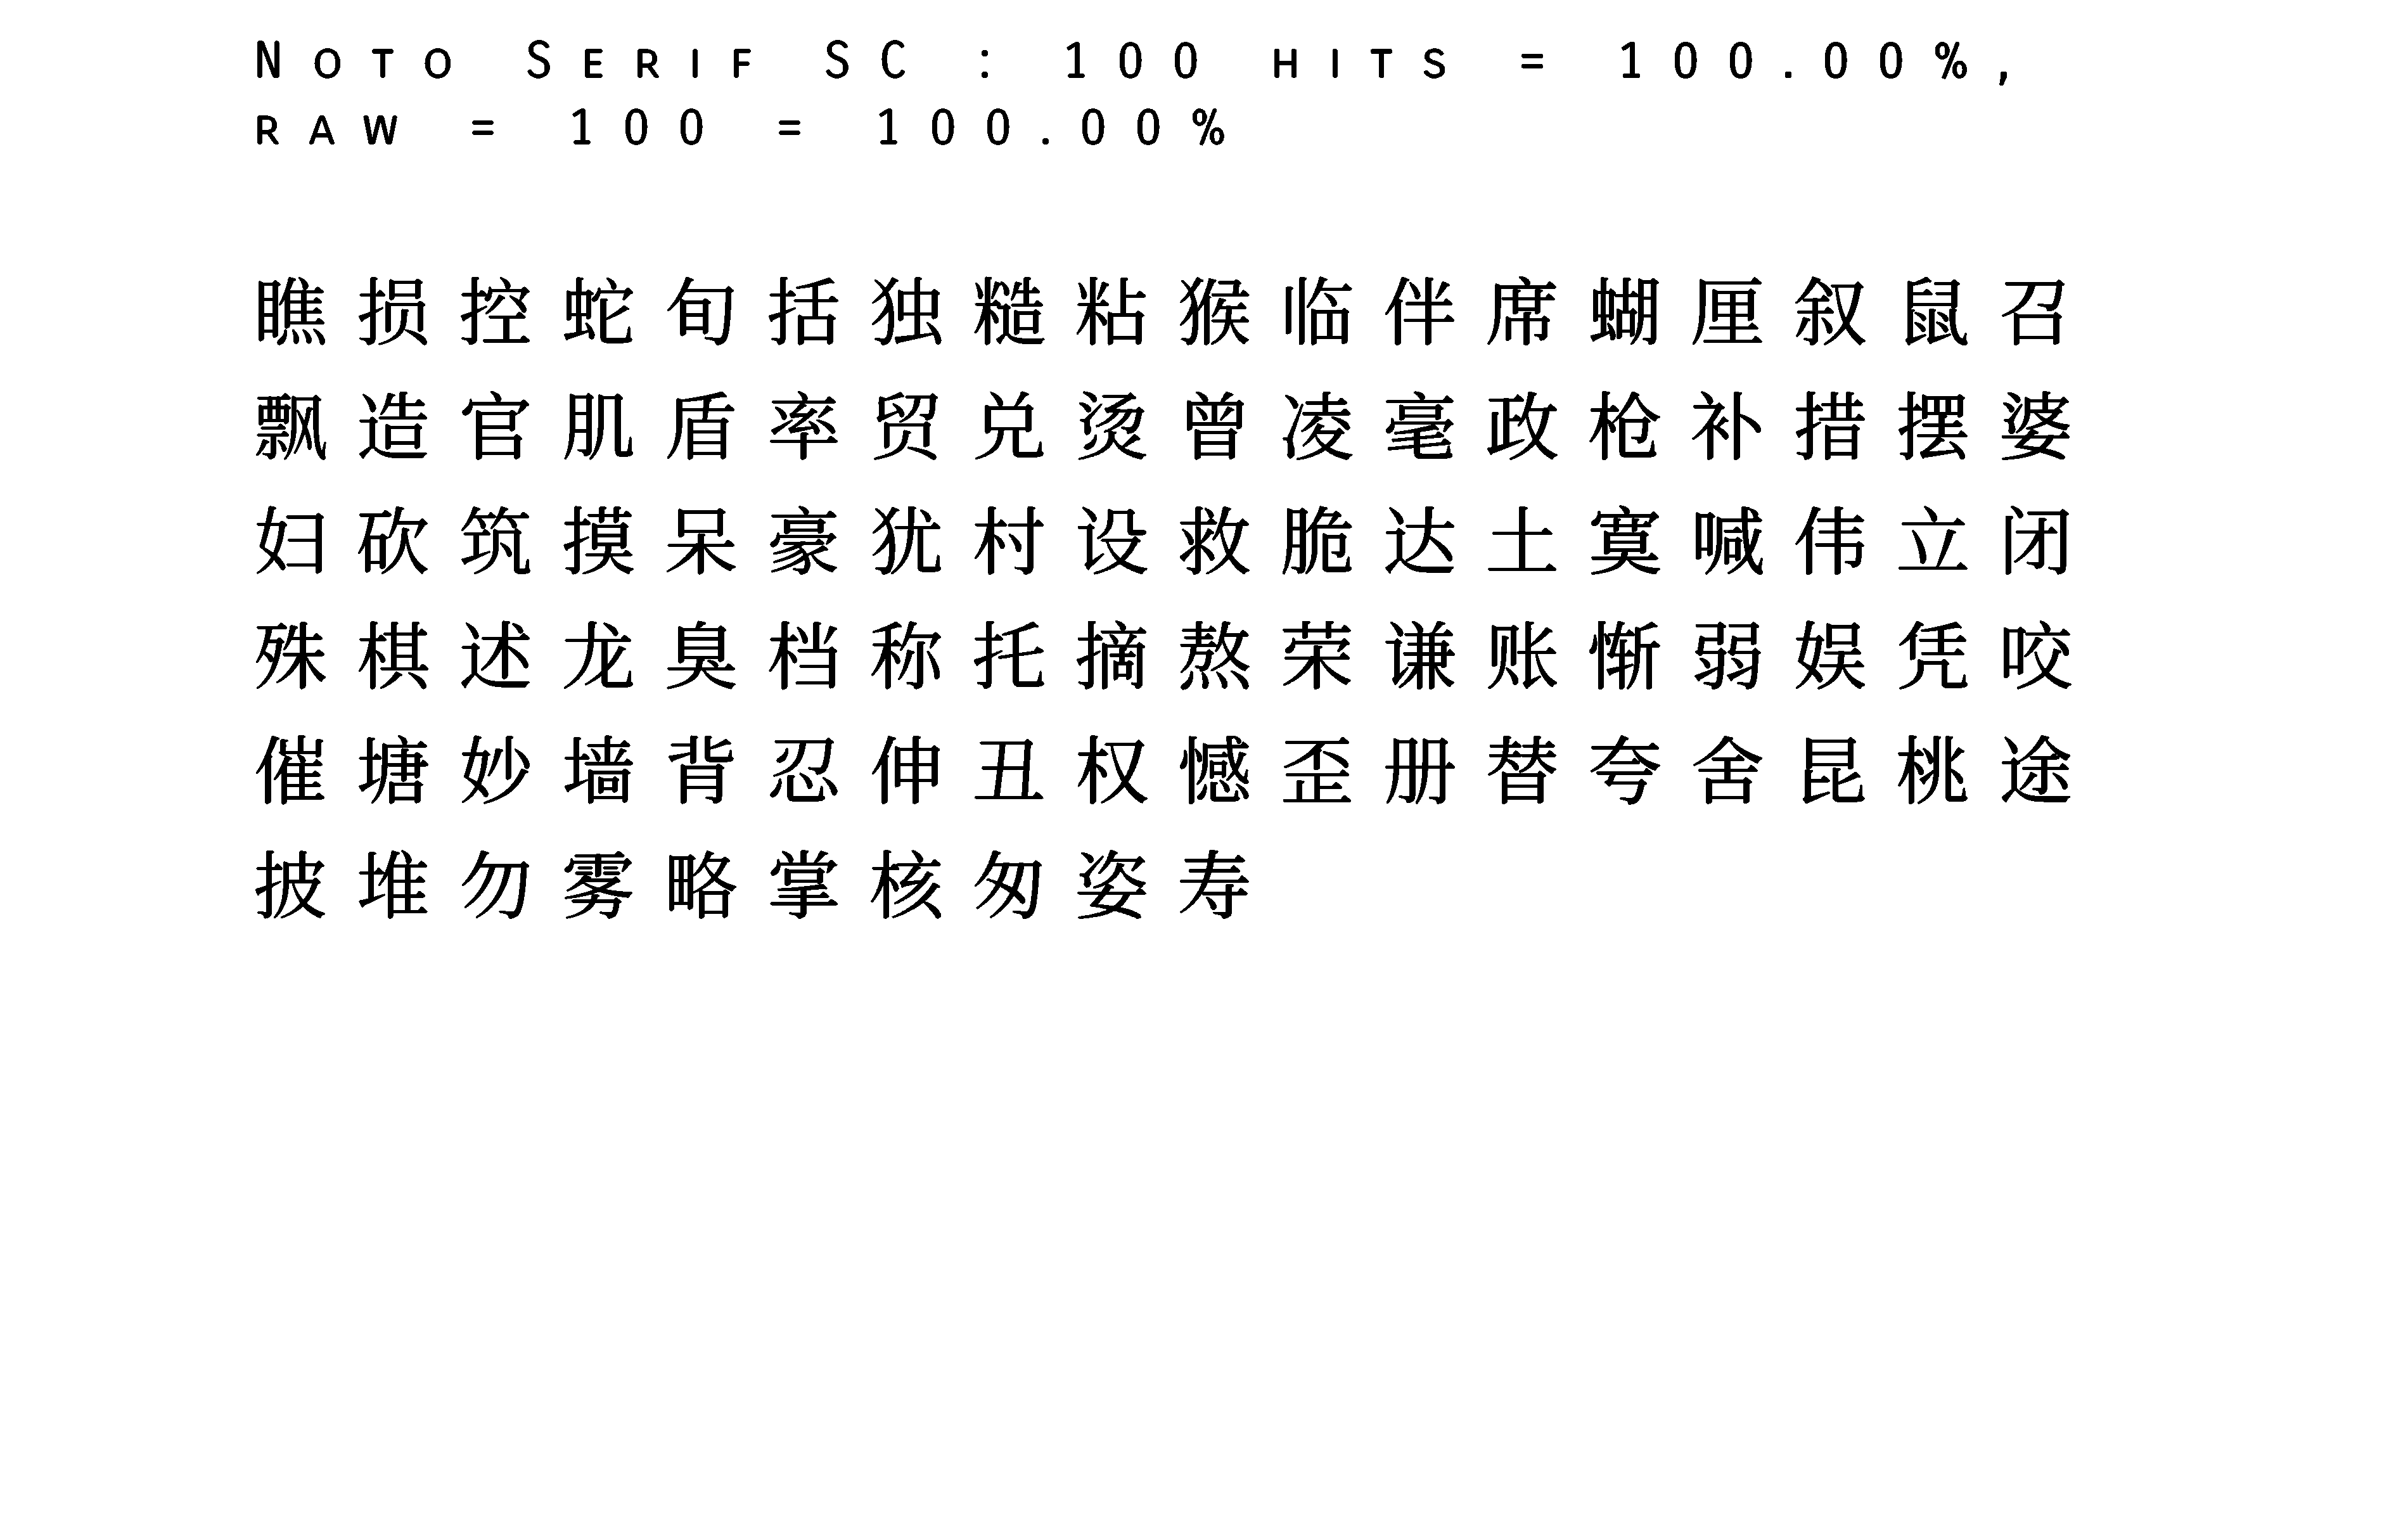 Noto Serif SC : 100 hits = 100.00%,
raw = 100 = 100.00%
瞧损控蛇旬括独糙粘猴临伴席蝴厘叙鼠召
飘造官肌盾率贸兑烫曾凌毫政枪补措摆婆
妇砍筑摸呆豪犹村设救脆达土寞喊伟立闭
殊棋述龙臭档称托摘熬荣谦账惭弱娱凭咬
催塘妙墙背忍伸丑权憾歪册替夸舍昆桃途
披堆勿雾略掌核匆姿寿